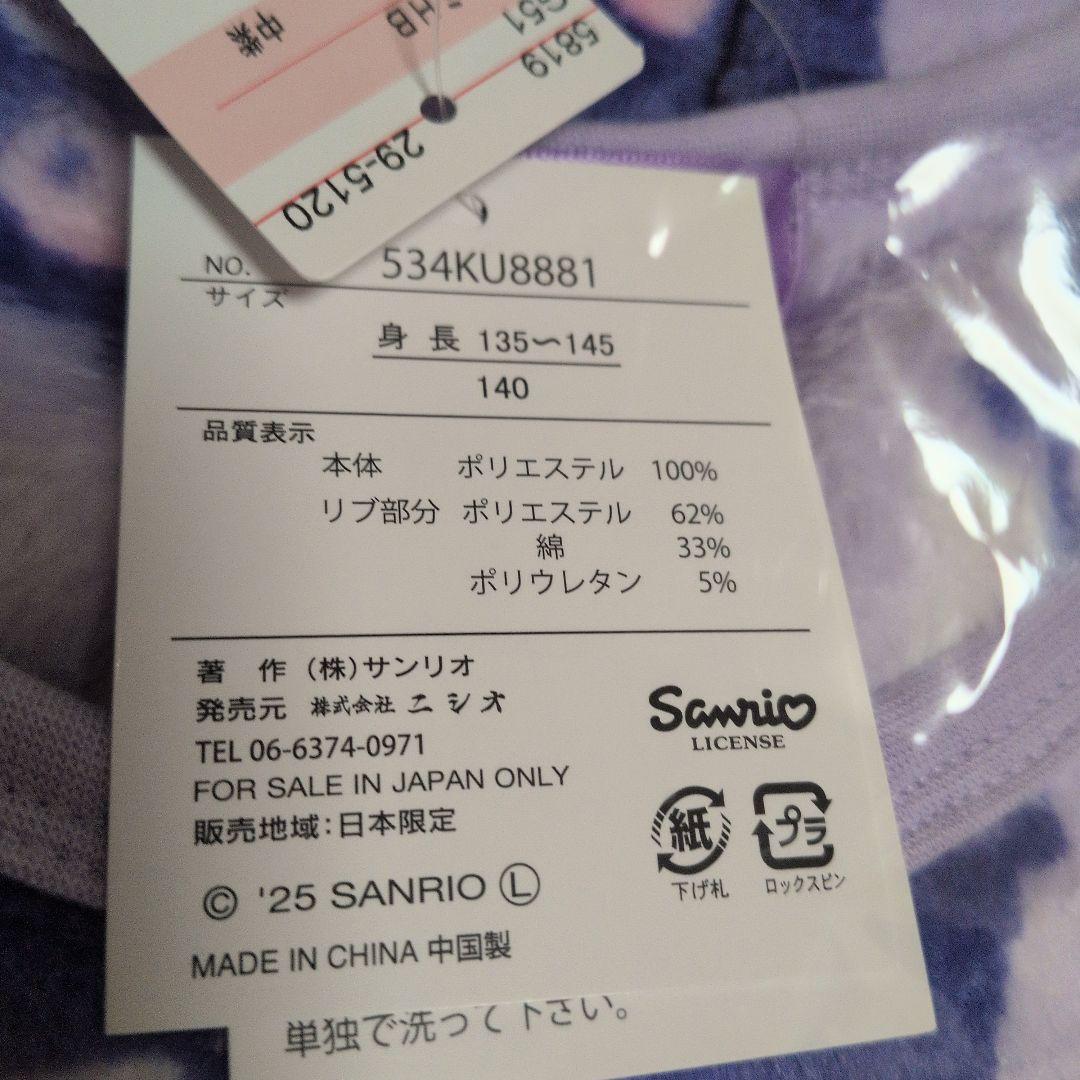 中紫
HB
G51
5819
29-5120
NO. 534KU8881
サイズ
身 長 135〜145
140
品質表示
本体 ポリエステル 100%
リブ部分 ポリエステル 62%
綿 33%
ポリウレタン 5%
著 作 (株)サンリオ
発売元 株式会社 ニシオ
TEL 06-6374-0971
FOR SALE IN JAPAN ONLY
販売地域:日本限定
© '25 SANRIO Ⓛ
MADE IN CHINA 中国製
Sanrio
LICENSE
紙
下げ札
プラ
ロックスピン
単独で洗って下さい。